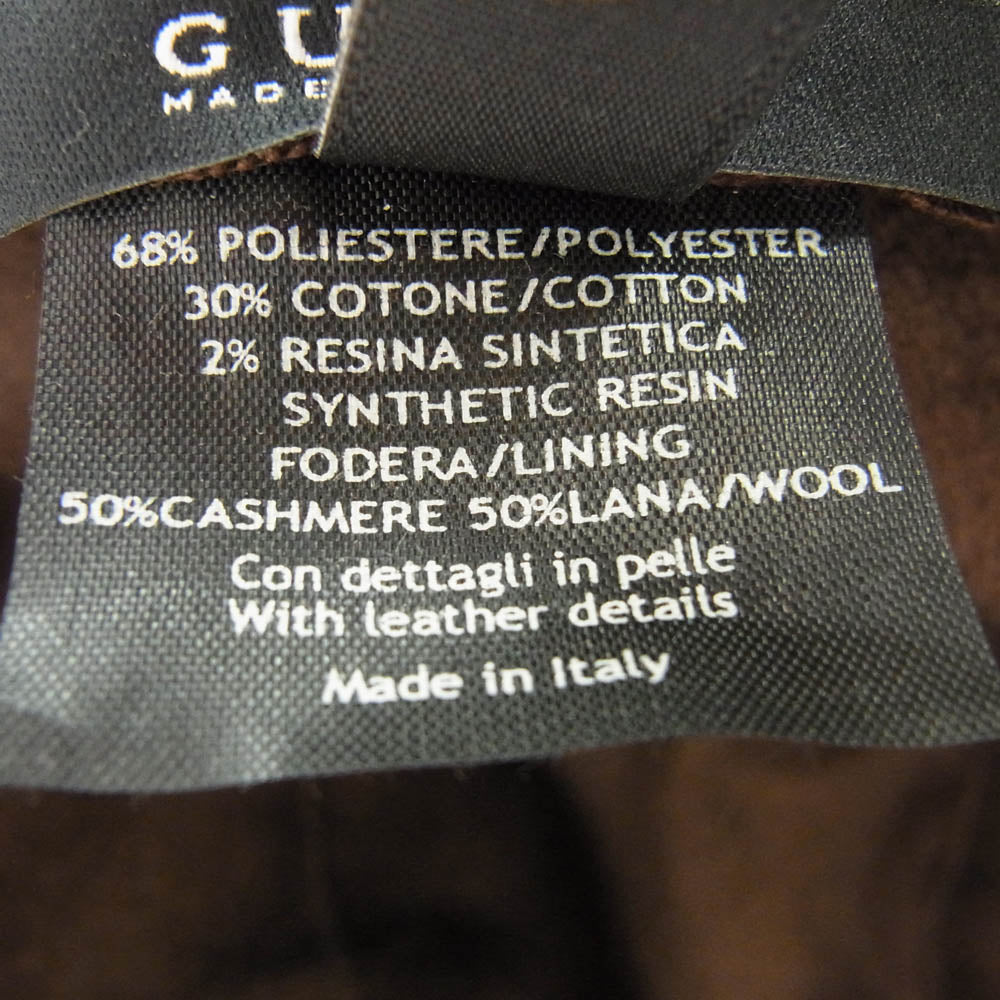 G U
MADE
68% POLIESTERE/POLYESTER
30% COTONE/COTTON
2% RESINA SINTETICA
SYNTHETIC RESIN
FODERA/LINING
50%CASHMERE 50%LANA/WOOL
Con dettagli in pelle
With leather details
Made in Italy